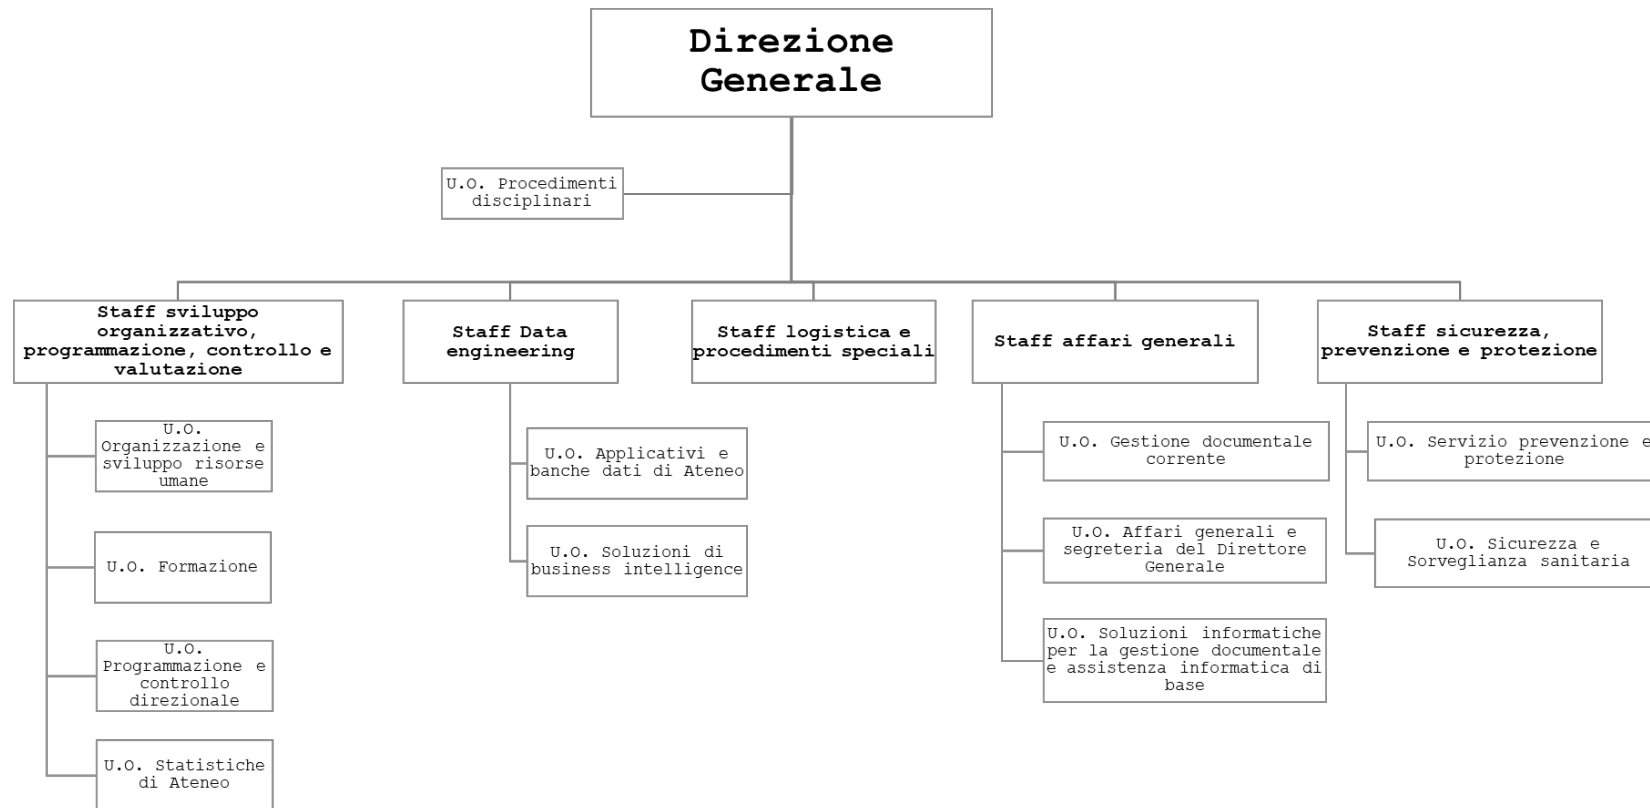 Direzione
Generale
U.O. Procedimenti
disciplinari
Staff sviluppo
organizzativo,
programmazione, controllo e
valutazione
Staff Data
engineering
Staff logistica e
procedimenti speciali
Staff affari generali
Staff sicurezza,
prevenzione e protezione
U.O.
Organizzazione e
sviluppo risorse
umane
U.O. Formazione
U.O.
Programmazione e
controllo
direzionale
U.O. Statistiche
di Ateneo
U.O. Applicativi e
banche dati di Ateneo
U.O. Soluzioni di
business intelligence
U.O. Gestione documentale
corrente
U.O. Affari generali e
segreteria del Direttore
Generale
U.O. Soluzioni informatiche
per la gestione documentale
e assistenza informatica di
base
U.O. Servizio prevenzione e
protezione
U.O. Sicurezza e
Sorveglianza sanitaria